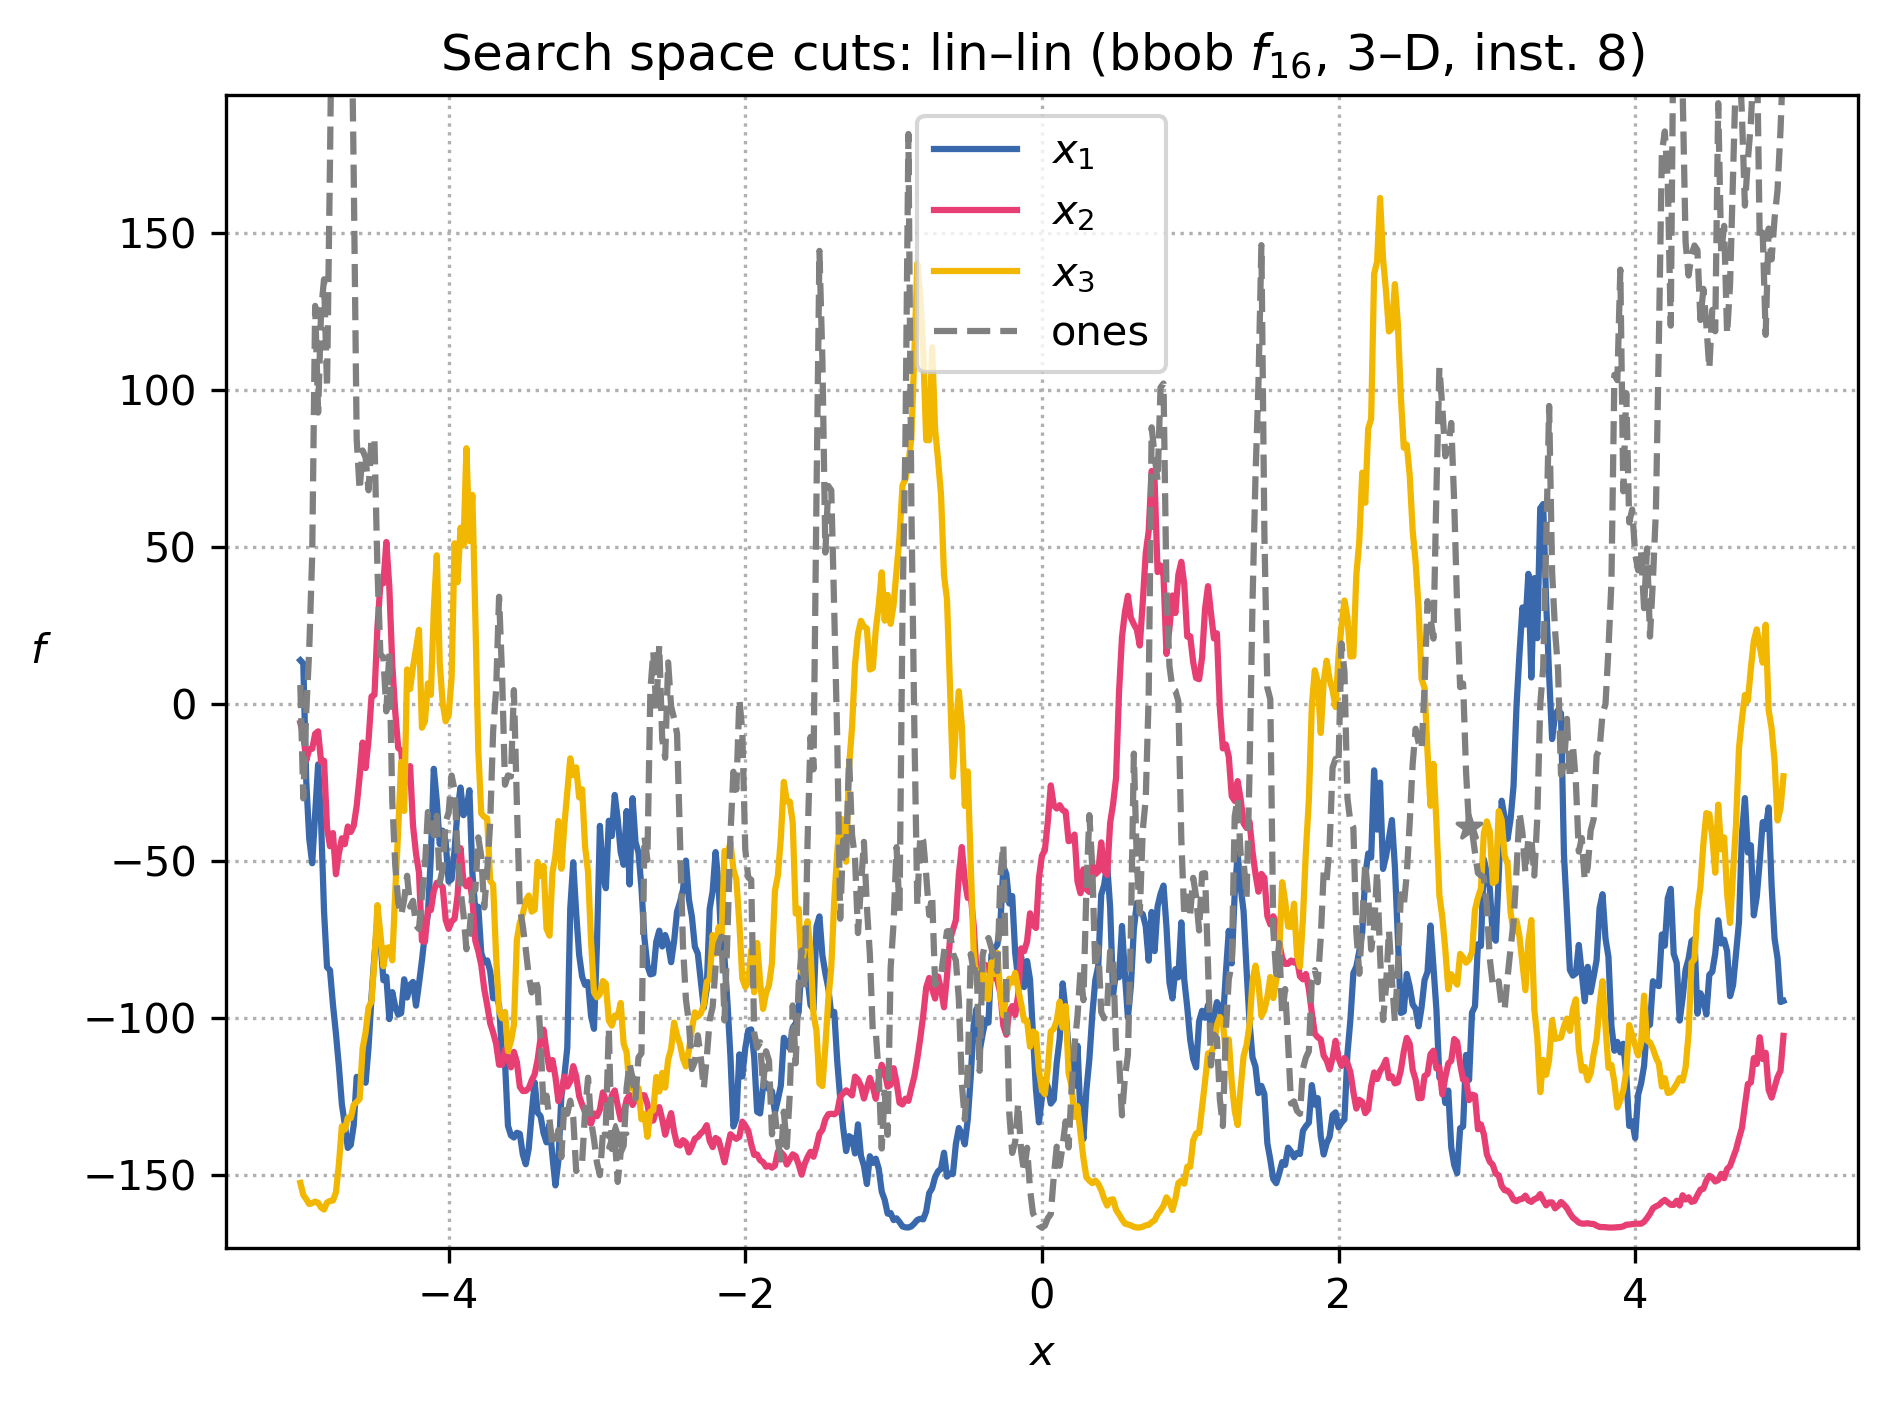 Search space cuts: lin–lin (bbob f₁₆, 3–D, inst. 8)
x₁
x₂
x₃
ones
150
100
50
0
−50
−100
−150
f
−4
−2
0
2
4
x